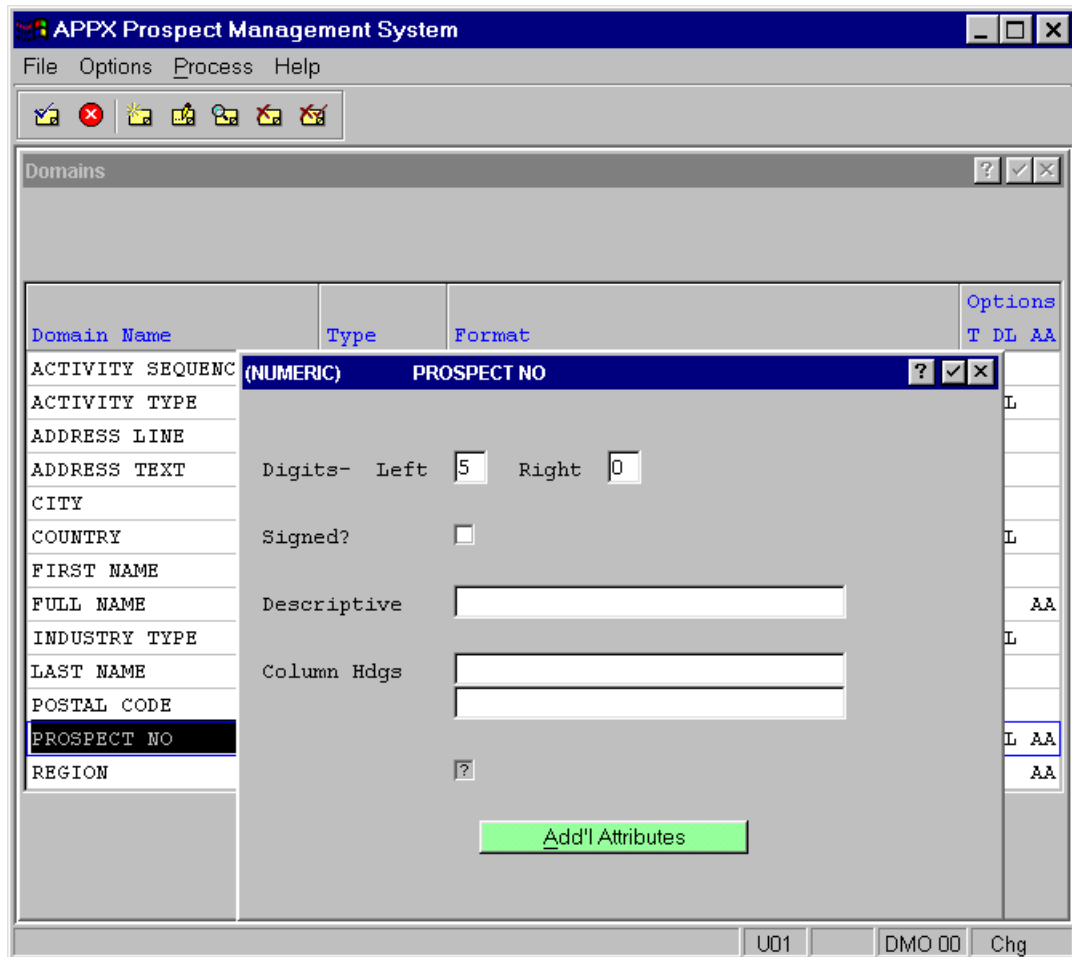 APPX Prospect Management System
File Options Process Help
Domains
?
Options
Domain Name Type Format T DL AA
ACTIVITY SEQUENC
(NUMERIC) PROSPECT NO ?
ACTIVITY TYPE L
ADDRESS LINE
ADDRESS TEXT
Digits- Left 5 Right 0
CITY
COUNTRY L
Signed?
FIRST NAME
FULL NAME AA
Descriptive
INDUSTRY TYPE L
LAST NAME
Column Hdgs
POSTAL CODE
PROSPECT NO L AA
REGION AA
?
Add'l Attributes
U01 DMO 00 Chg